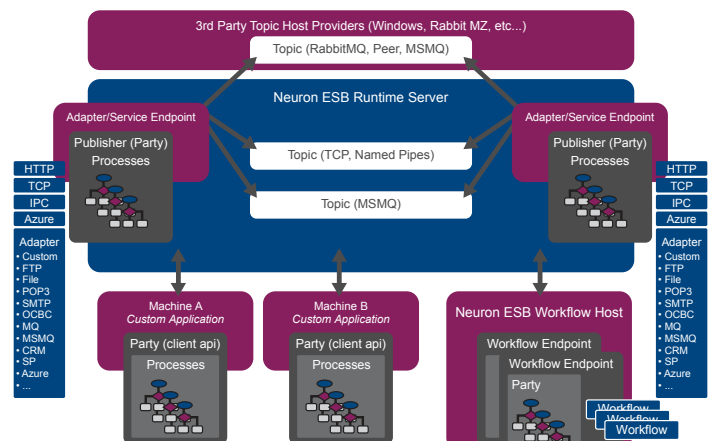 3rd Party Topic Host Providers (Windows, Rabbit MZ, etc...)
Topic (RabbitMQ, Peer, MSMQ)
Neuron ESB Runtime Server
Adapter/Service Endpoint
Publisher (Party)
Processes
Topic (TCP, Named Pipes)
Topic (MSMQ)
Adapter/Service Endpoint
Publisher (Party)
Processes
HTTP
TCP
IPC
Azure
Adapter
• Custom
• FTP
• File
• POP3
• SMTP
• OCBC
• MQ
• MSMQ
• CRM
• SP
• Azure
• ...
HTTP
TCP
IPC
Azure
Adapter
• Custom
• FTP
• File
• POP3
• SMTP
• OCBC
• MQ
• MSMQ
• CRM
• SP
• Azure
• ...
Machine A
Custom Application
Party (client api)
Processes
Machine B
Custom Application
Party (client api)
Processes
Neuron ESB Workflow Host
Workflow Endpoint
Workflow Endpoint
Party
Workflow
Workflow
Workflow